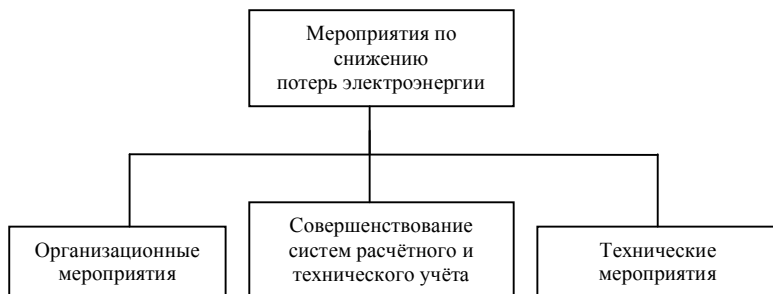 Мероприятия по
снижению
потерь электроэнергии
Организационные
мероприятия
Совершенствование
систем расчётного и
технического учёта
Технические
мероприятия